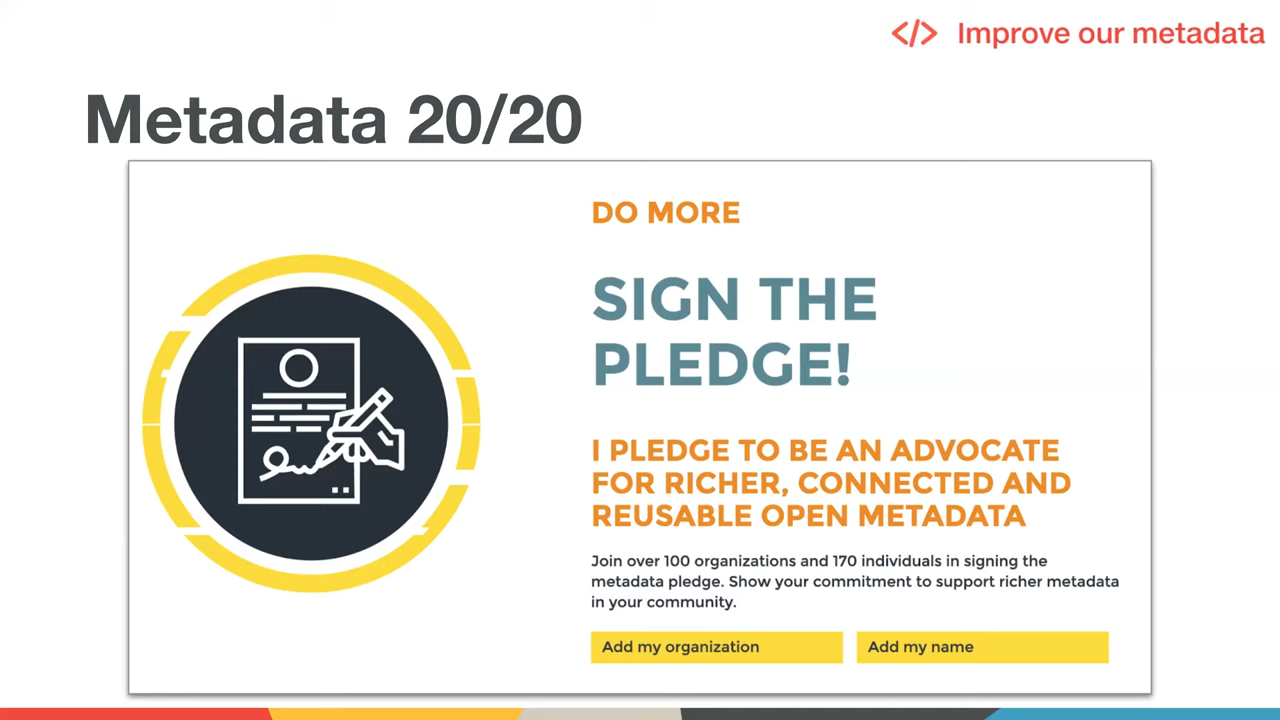 </> Improve our metadata
Metadata 20/20
DO MORE
SIGN THE
PLEDGE!
I PLEDGE TO BE AN ADVOCATE
FOR RICHER, CONNECTED AND
REUSABLE OPEN METADATA
Join over 100 organizations and 170 individuals in signing the
metadata pledge. Show your commitment to support richer metadata
in your community.
Add my organization
Add my name